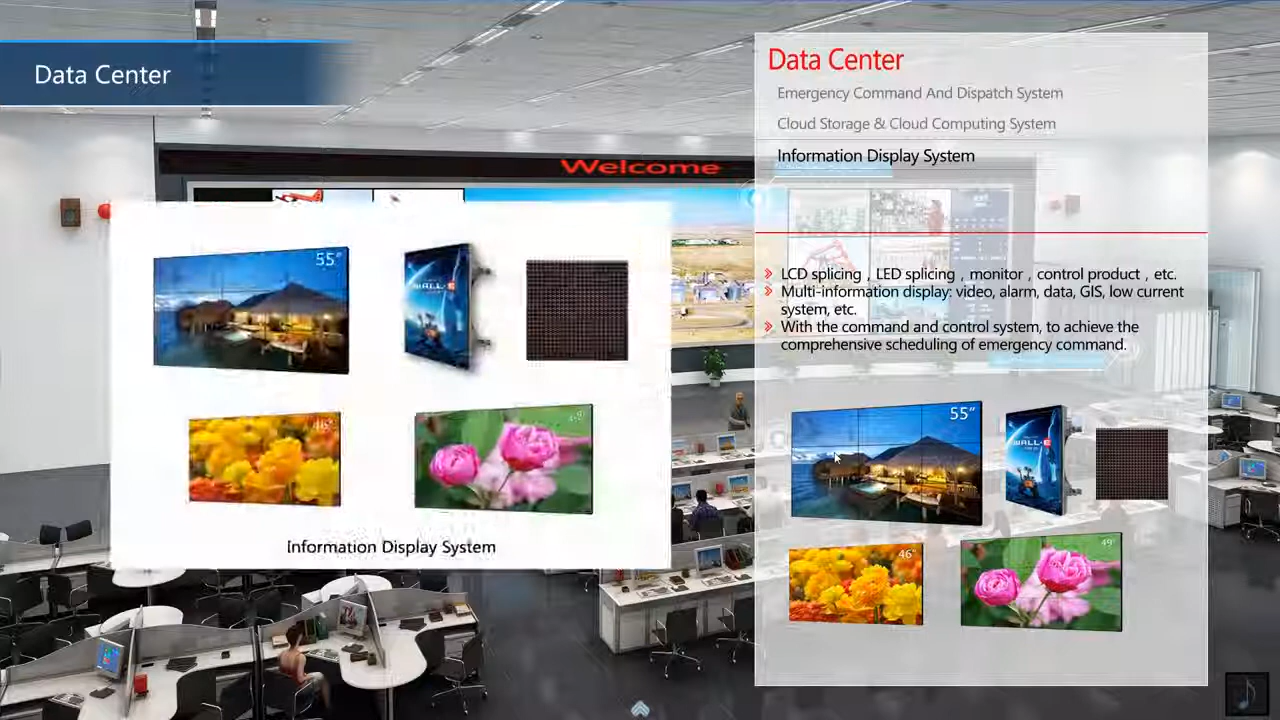 Data Center
Welcome
55"
WALL·E
46"
49"
Information Display System
Data Center
Emergency Command And Dispatch System
Cloud Storage & Cloud Computing System
Information Display System
LCD splicing , LED splicing , monitor , control product , etc.
Multi-information display: video, alarm, data, GIS, low current
system, etc.
With the command and control system, to achieve the
comprehensive scheduling of emergency command.
55"
WALL·E
46"
49"